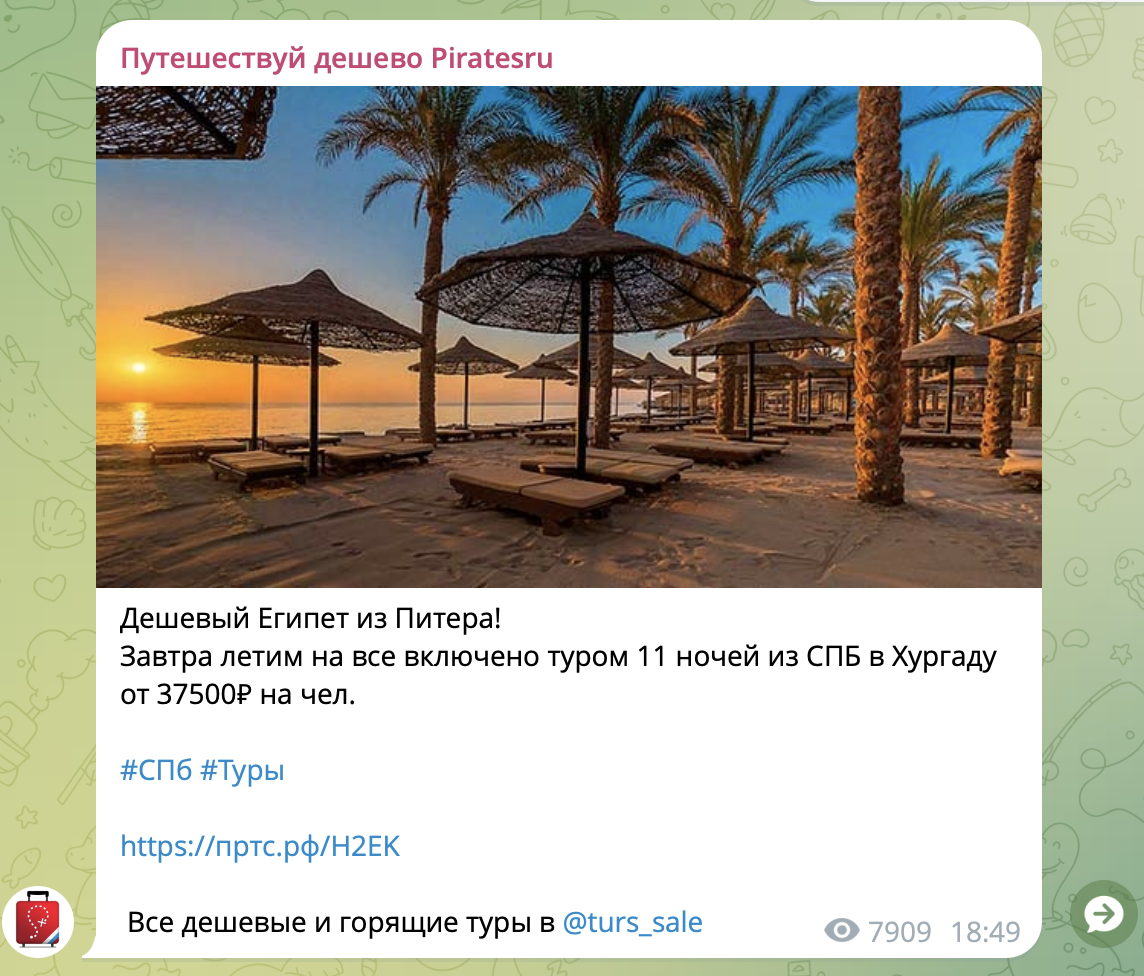 Путешествуй дешево Piratesru
Дешевый Египет из Питера!
Завтра летим на все включено туром 11 ночей из СПБ в Хургаду
от 37500₽ на чел.
#СПб #Туры
https://пртс.рф/H2EK
Все дешевые и горящие туры в @turs_sale
7909 18:49